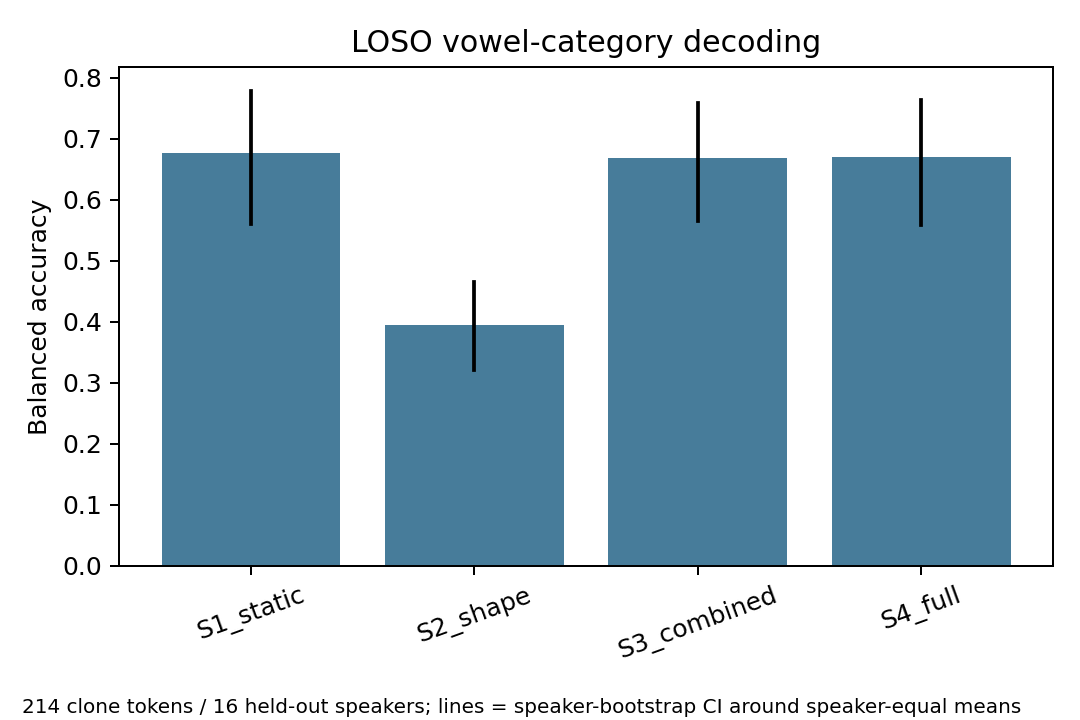 LOSO vowel-category decoding
Balanced accuracy
0.8
0.7
0.6
0.5
0.4
0.3
0.2
0.1
0.0
S1_static
S2_shape
S3_combined
S4_full
214 clone tokens / 16 held-out speakers; lines = speaker-bootstrap CI around speaker-equal means